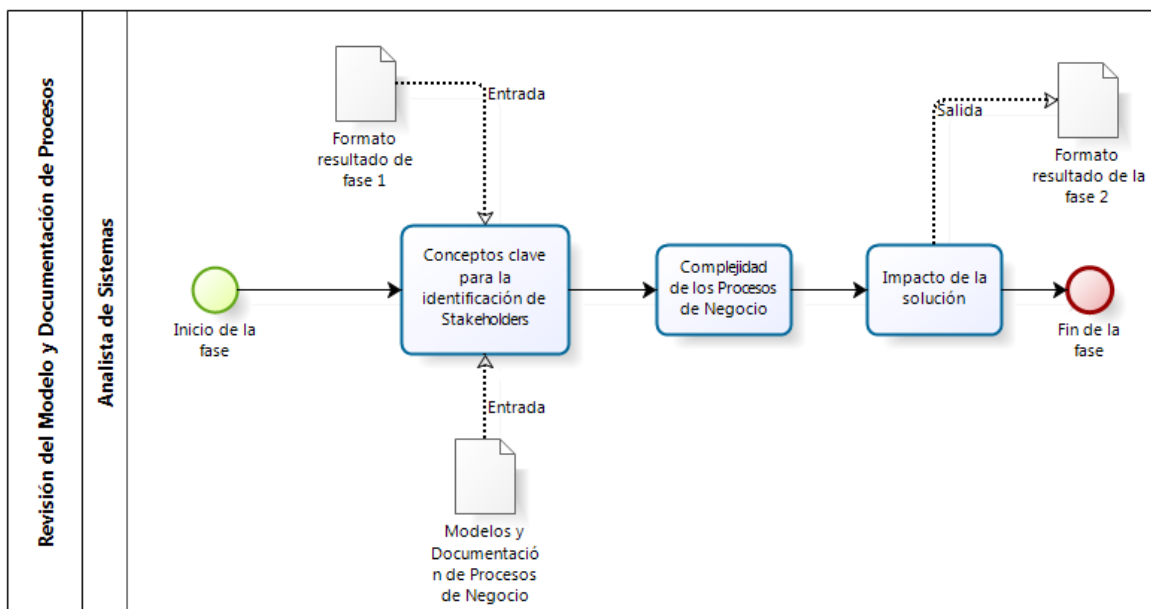 Revisión del Modelo y Documentación de Procesos
Analista de Sistemas
Formato
resultado de
fase 1
Entrada
Salida
Formato
resultado de la
fase 2
Inicio de la
fase
Conceptos clave
para la
identificación de
Stakeholders
Complejidad
de los Procesos
de Negocio
Impacto de la
solución
Fin de la
fase
Entrada
Modelos y
Documentació
n de Procesos
de Negocio